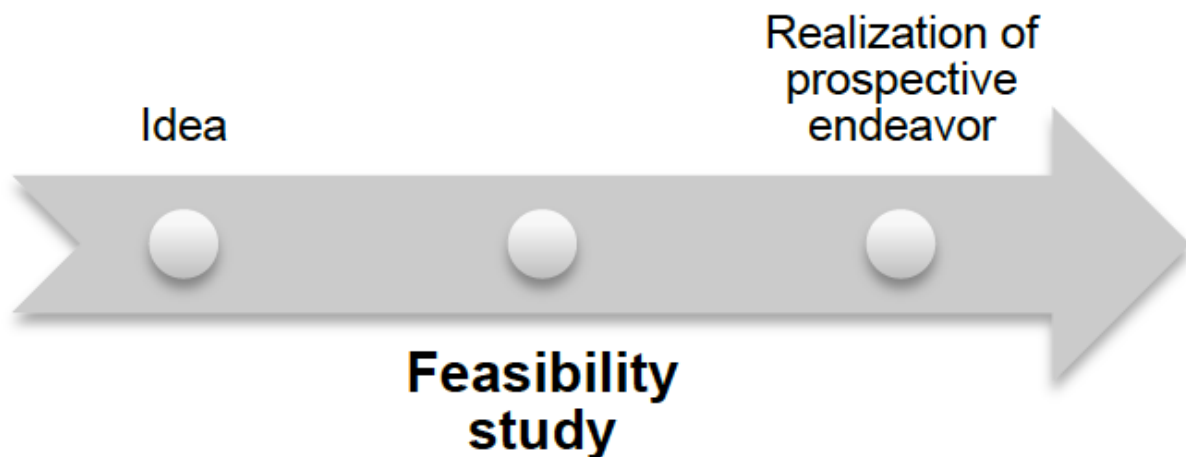 Idea
Realization of
prospective
endeavor
Feasibility
study